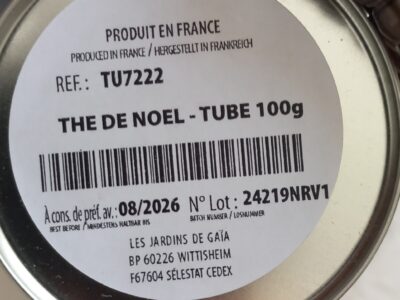 PRODUIT EN FRANCE
PRODUCED IN FRANCE / HERGESTELLT IN FRANKREICH
REF.: TU7222
THE DE NOEL - TUBE 100g
À cons. de préf. av.: 08/2026 N° Lot : 24219NRV1
BEST BEFORE / MINDESTENS HALTBAR BIS BATCH NUMBER / LOSNUMMER
LES JARDINS DE GAÏA
BP 60226 WITTISHEIM
F67604 SÉLESTAT CEDEX